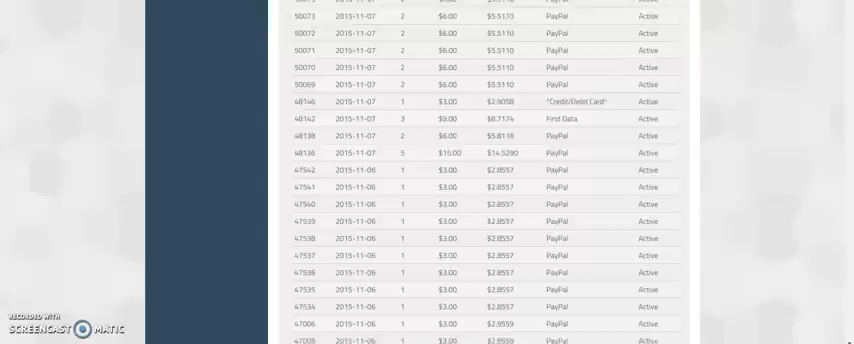 50073 2015-11-07 2 $6.00 $5.5110 PayPal Active
50072 2015-11-07 2 $6.00 $5.5110 PayPal Active
50071 2015-11-07 2 $6.00 $5.5110 PayPal Active
50070 2015-11-07 2 $6.00 $5.5110 PayPal Active
50069 2015-11-07 2 $6.00 $5.5110 PayPal Active
48146 2015-11-07 1 $3.00 $2.9058 "Credit/Debit Card" Active
48142 2015-11-07 3 $9.00 $8.7174 First Data Active
48138 2015-11-07 2 $6.00 $5.8116 PayPal Active
48136 2015-11-07 5 $15.00 $14.5290 PayPal Active
47542 2015-11-06 1 $3.00 $2.8557 PayPal Active
47541 2015-11-06 1 $3.00 $2.8557 PayPal Active
47540 2015-11-06 1 $3.00 $2.8557 PayPal Active
47539 2015-11-06 1 $3.00 $2.8557 PayPal Active
47538 2015-11-06 1 $3.00 $2.8557 PayPal Active
47537 2015-11-06 1 $3.00 $2.8557 PayPal Active
47536 2015-11-06 1 $3.00 $2.8557 PayPal Active
47535 2015-11-06 1 $3.00 $2.8557 PayPal Active
47534 2015-11-06 1 $3.00 $2.8557 PayPal Active
47006 2015-11-06 1 $3.00 $2.9559 PayPal Active
47005 2015-11-06 1 $3.00 $2.9559 PayPal Active
RECORDED WITH
SCREENCAST MATIC